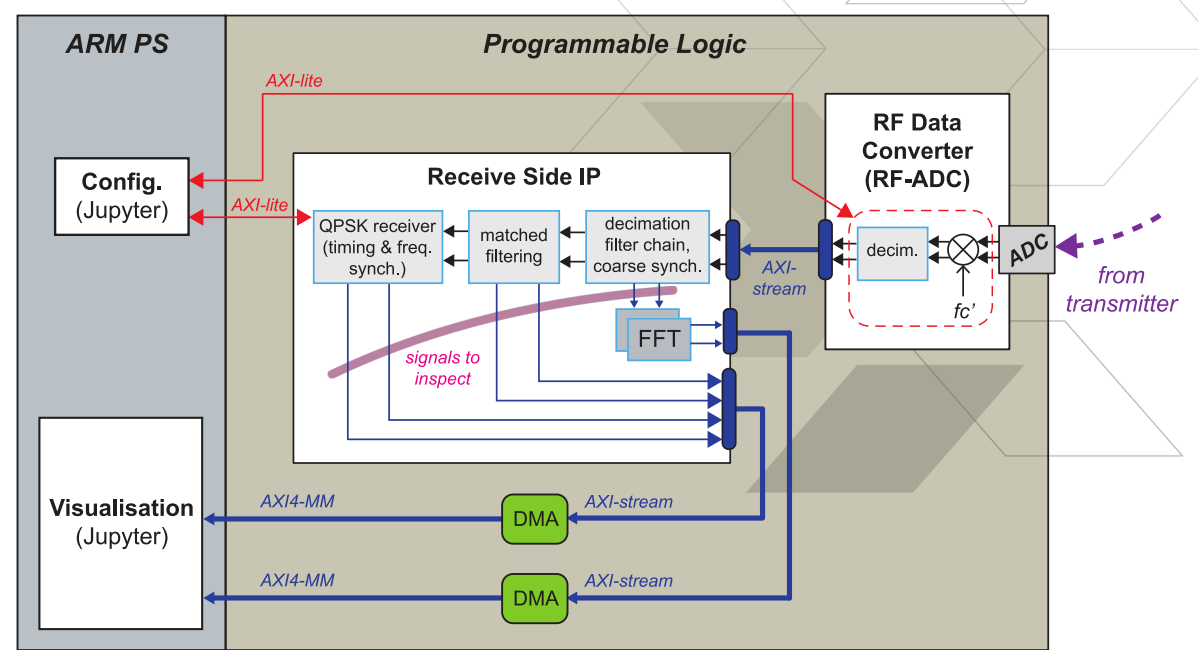 ARM PS
Programmable Logic
AXI-lite
Config.
(Jupyter)
AXI-lite
Receive Side IP
QPSK receiver
(timing & freq.
synch.)
matched
filtering
decimation
filter chain,
coarse synch.
FFT
signals to
inspect
AXI-
stream
RF Data
Converter
(RF-ADC)
decim.
fc’
ADC
from
transmitter
Visualisation
(Jupyter)
AXI4-MM
DMA
AXI-stream
AXI4-MM
DMA
AXI-stream